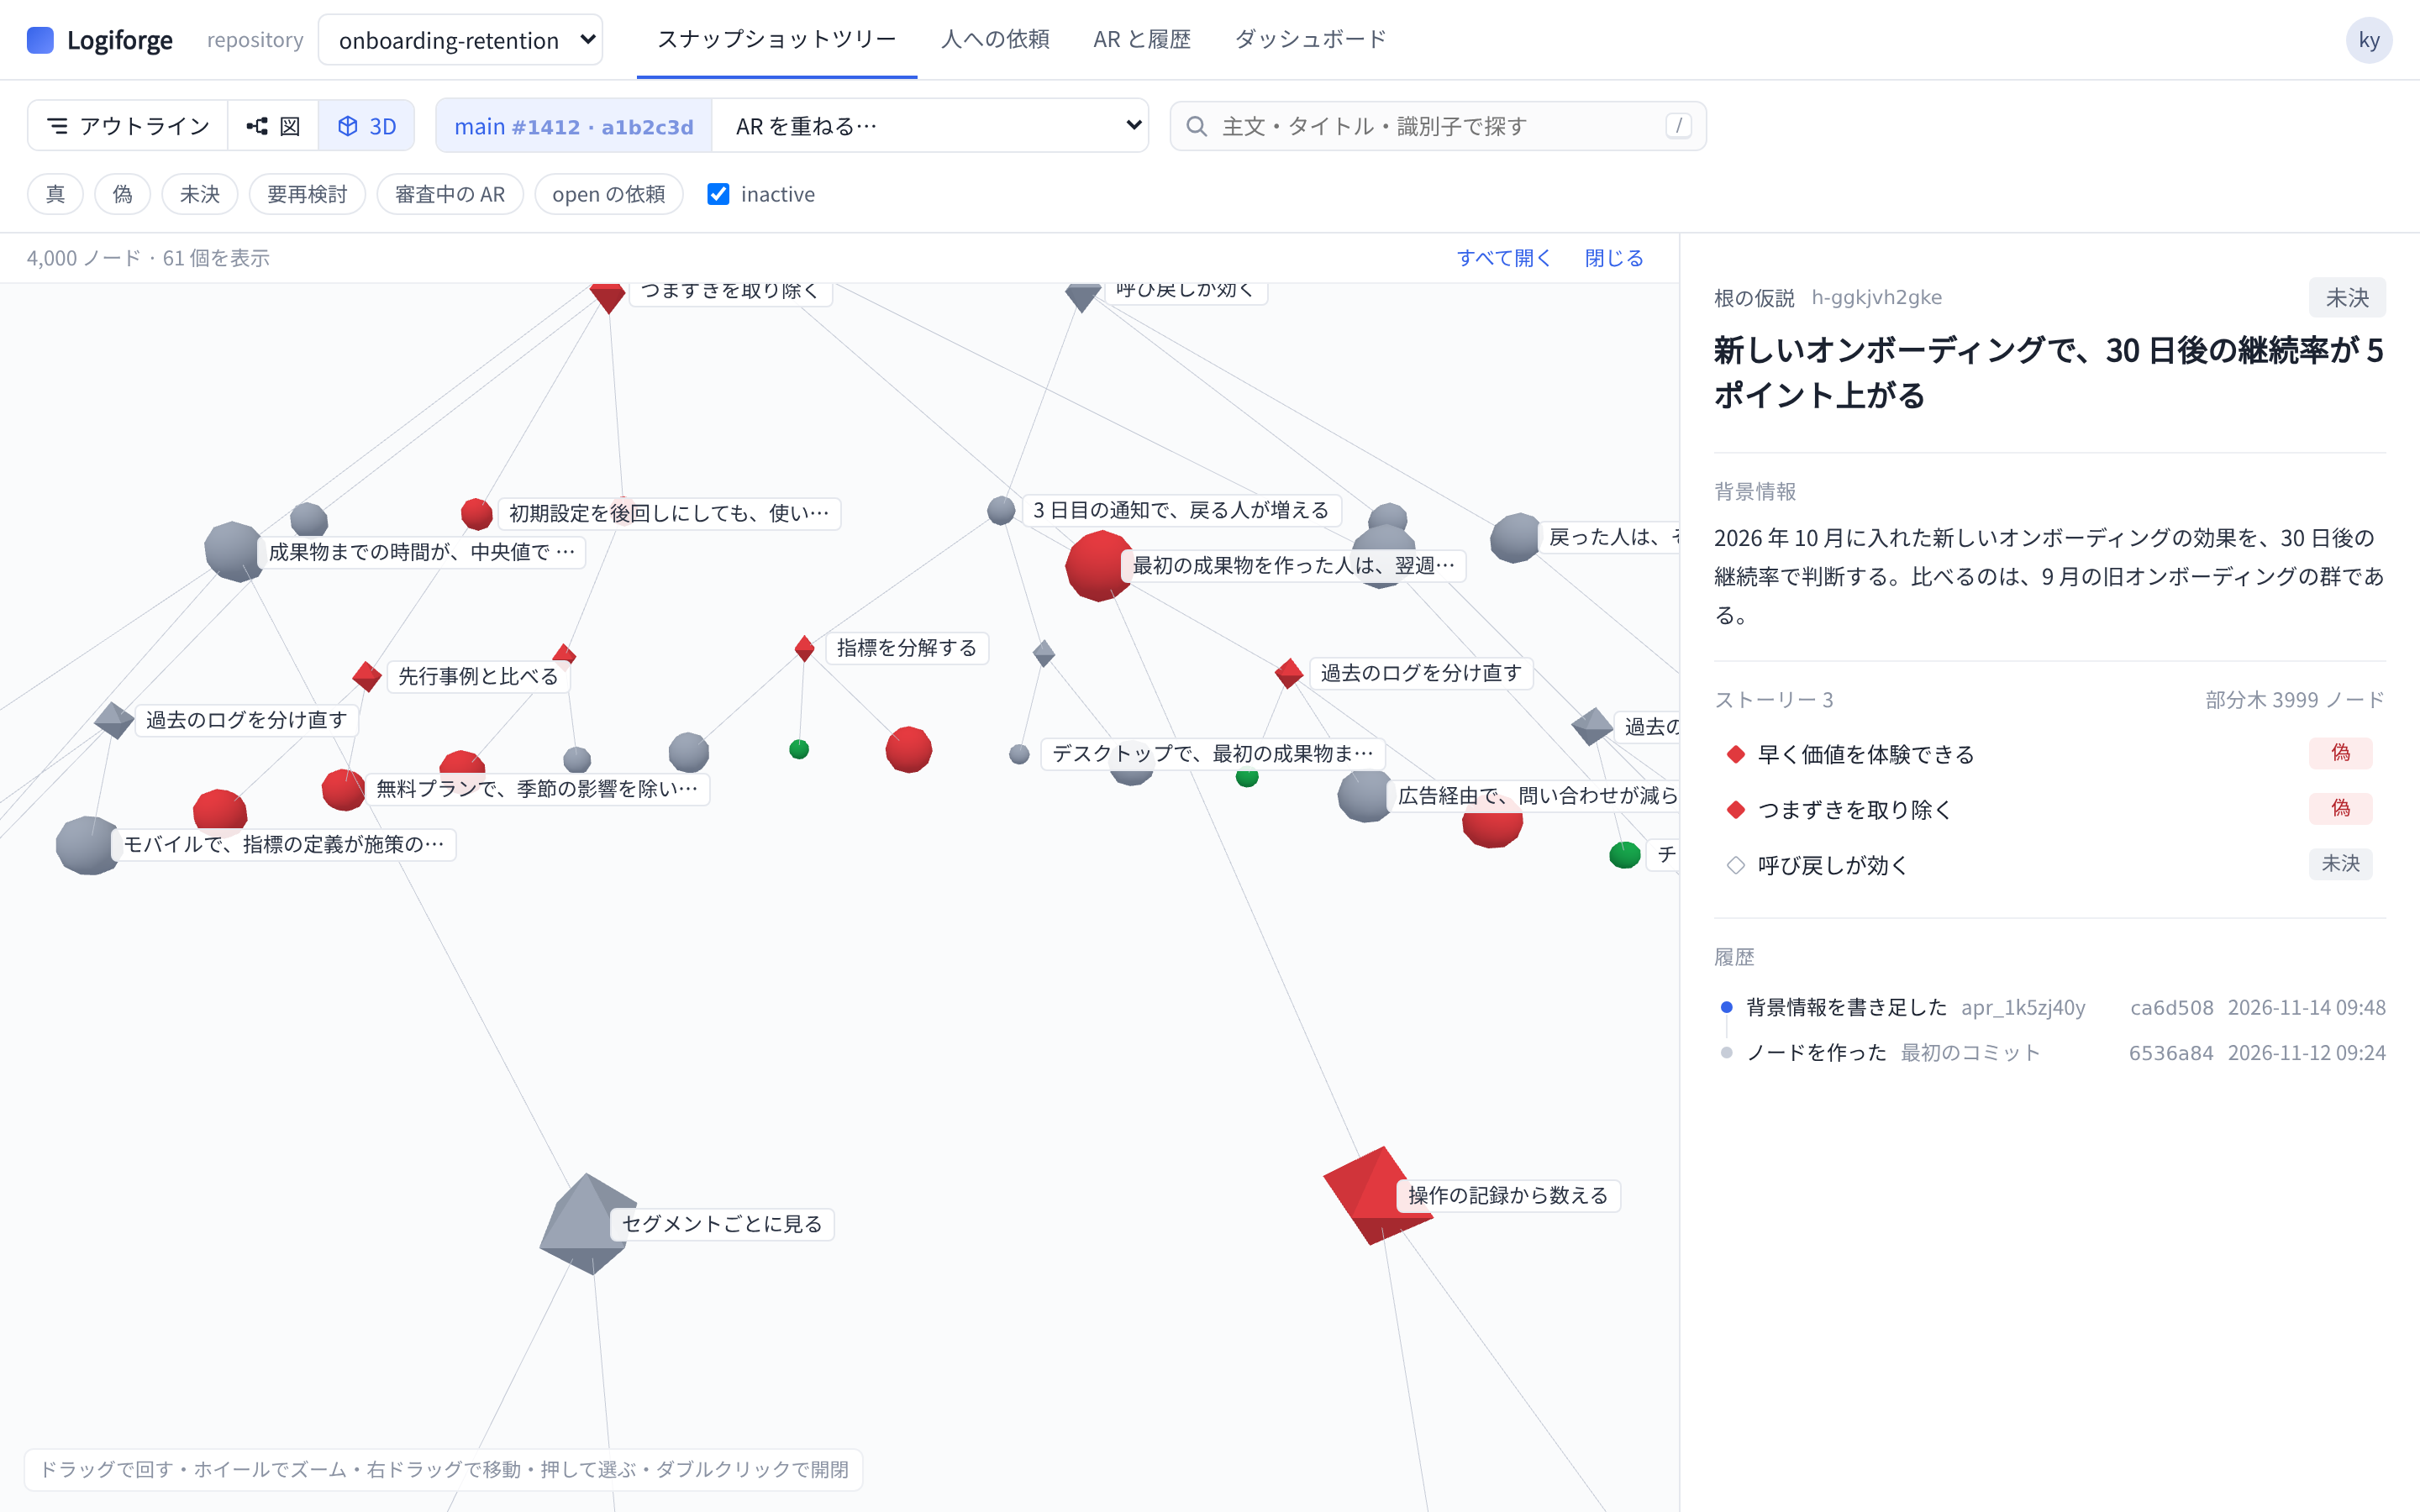 Logiforge
repository
onboarding-retention
スナップショットツリー
人への依頼
AR と履歴
ダッシュボード
ky
アウトライン
図
3D
main #1412 · a1b2c3d
AR を重ねる…
主文・タイトル・識別子で探す
/
真
偽
未決
要再検討
審査中の AR
open の依頼
inactive
4,000 ノード · 61 個を表示
すべて開く
閉じる
つまずきを取り除く
呼び戻しが効く
初期設定を後回しにしても、使い…
3 日目の通知で、戻る人が増える
戻った人は、そ
成果物までの時間が、中央値で …
最初の成果物を作った人は、翌週…
指標を分解する
先行事例と比べる
過去のログを分け直す
過去のログを分け直す
過去の
デスクトップで、最初の成果物ま…
無料プランで、季節の影響を除い…
広告経由で、問い合わせが減ら
モバイルで、指標の定義が施策の…
チ
操作の記録から数える
セグメントごとに見る
ドラッグで回す・ホイールでズーム・右ドラッグで移動・押して選ぶ・ダブルクリックで開閉
根の仮説 h-ggkjvh2gke
未決
新しいオンボーディングで、30 日後の継続率が 5
ポイント上がる
背景情報
2026 年 10 月に入れた新しいオンボーディングの効果を、30 日後の
継続率で判断する。比べるのは、9 月の旧オンボーディングの群であ
る。
ストーリー 3
部分木 3999 ノード
早く価値を体験できる
偽
つまずきを取り除く
偽
呼び戻しが効く
未決
履歴
背景情報を書き足した apr_1k5zj40y ca6d508 2026-11-14 09:48
ノードを作った 最初のコミット 6536a84 2026-11-12 09:24